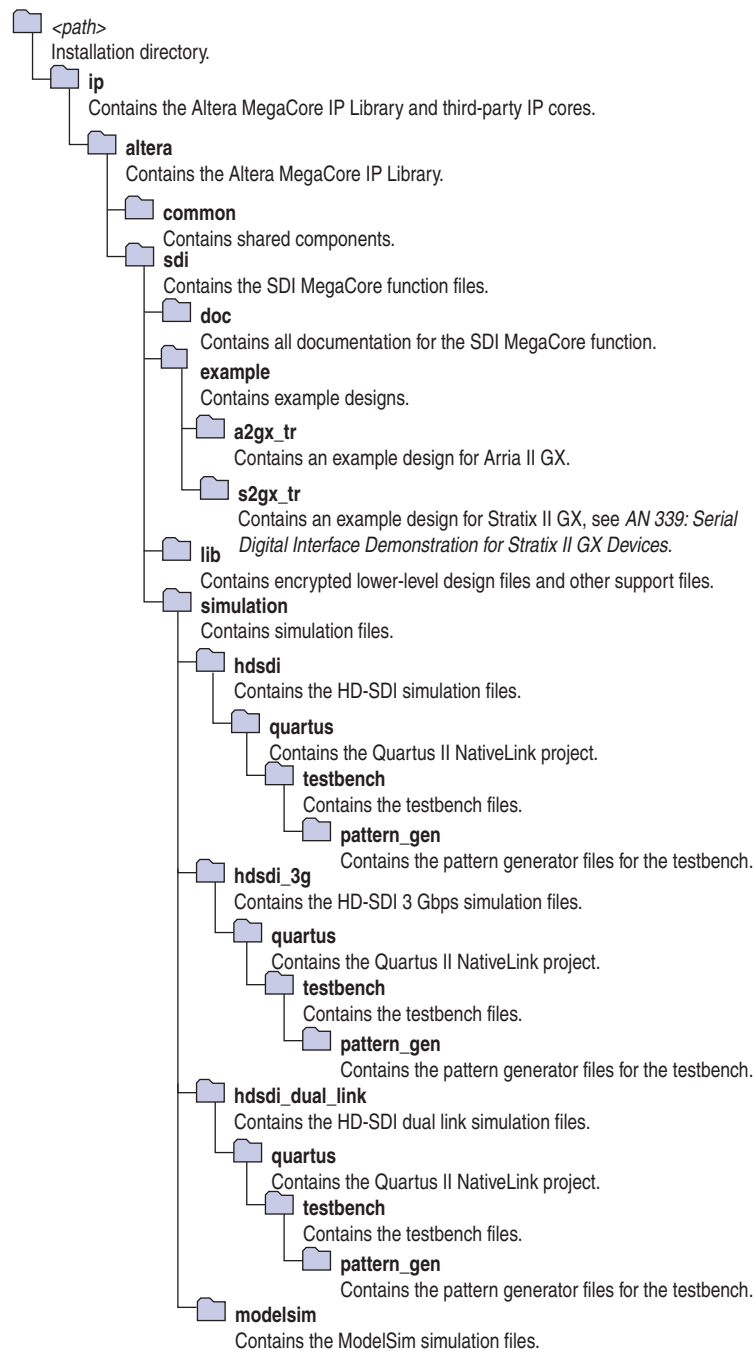 <path>
Installation directory.
ip
Contains the Altera MegaCore IP Library and third-party IP cores.
altera
Contains the Altera MegaCore IP Library.
common
Contains shared components.
sdi
Contains the SDI MegaCore function files.
doc
Contains all documentation for the SDI MegaCore function.
example
Contains example designs.
a2gx_tr
Contains an example design for Arria II GX.
s2gx_tr
Contains an example design for Stratix II GX, see AN 339: Serial
Digital Interface Demonstration for Stratix II GX Devices.
lib
Contains encrypted lower-level design files and other support files.
simulation
Contains simulation files.
hdsdi
Contains the HD-SDI simulation files.
quartus
Contains the Quartus II NativeLink project.
testbench
Contains the testbench files.
pattern_gen
Contains the pattern generator files for the testbench.
hdsdi_3g
Contains the HD-SDI 3 Gbps simulation files.
quartus
Contains the Quartus II NativeLink project.
testbench
Contains the testbench files.
pattern_gen
Contains the pattern generator files for the testbench.
hdsdi_dual_link
Contains the HD-SDI dual link simulation files.
quartus
Contains the Quartus II NativeLink project.
testbench
Contains the testbench files.
pattern_gen
Contains the pattern generator files for the testbench.
modelsim
Contains the ModelSim simulation files.